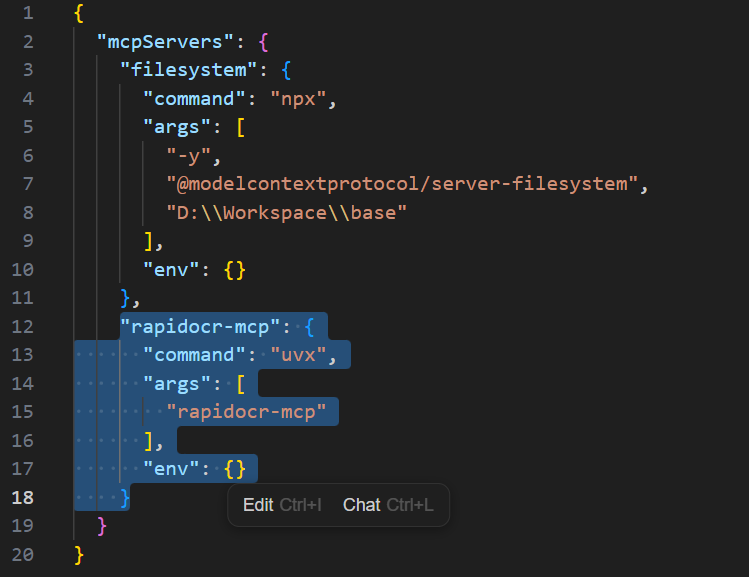 1 {
2   "mcpServers": {
3     "filesystem": {
4       "command": "npx",
5       "args": [
6         "-y",
7         "@modelcontextprotocol/server-filesystem",
8         "D:\\Workspace\\base"
9       ],
10       "env": {}
11     },
12     "rapidocr-mcp": {
13       "command": "uvx",
14       "args": [
15         "rapidocr-mcp"
16       ],
17       "env": {}
18     }
Edit Ctrl+I Chat Ctrl+L
19   }
20 }